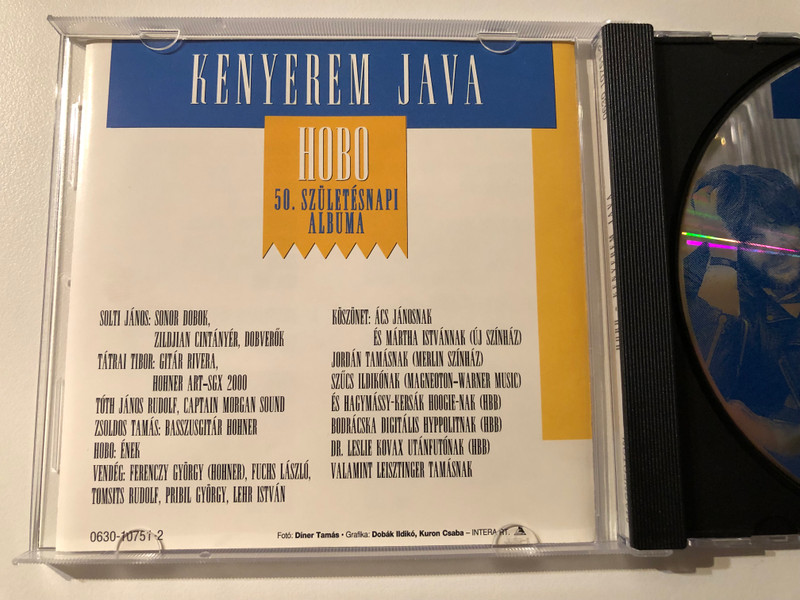 KENYEREM JAVA
HOBO
50. SZÜLETÉSNAPI
ALBUMA
SOLTI JÁNOS: SONOR DOBOK,
ZILDJIAN CINTÁNYÉR, DOBVERŐK
TÁTRAI TIBOR: GITÁR RIVERA,
HOHNER ART–SGX 2000
TÓTH JÁNOS RUDOLF, CAPTAIN MORGAN SOUND
ZSOLDOS TAMÁS: BASSZUSGITÁR HOHNER
HOBO: ÉNEK
VENDÉG: FERENCZY GYÖRGY (HOHNER), FUCHS LÁSZLÓ,
TOMSITS RUDOLF, PRIBIL GYÖRGY, LEHR ISTVÁN
KÖSZÖNET: ÁCS JÁNOSNAK
ÉS MÁRTHA ISTVÁNNAK (ÚJ SZÍNHÁZ)
JORDÁN TAMÁSNAK (MERLIN SZÍNHÁZ)
SZŰCS ILDIKÓNAK (MAGNEOTON–WARNER MUSIC)
ÉS HAGYMÁSSY-KERSÁK HOOGIE-NAK (HBB)
BODRÁCSKA DIGITÁLIS HYPPOLITNAK (HBB)
DR. LESLIE KOVAX UTÁNFUTÓNAK (HBB)
VALAMINT LEISZTINGER TAMÁSNAK
0630-10751-2
Fotó: Diner Tamás • Grafika: Dobák Ildikó, Kuron Csaba – INTERA RT.